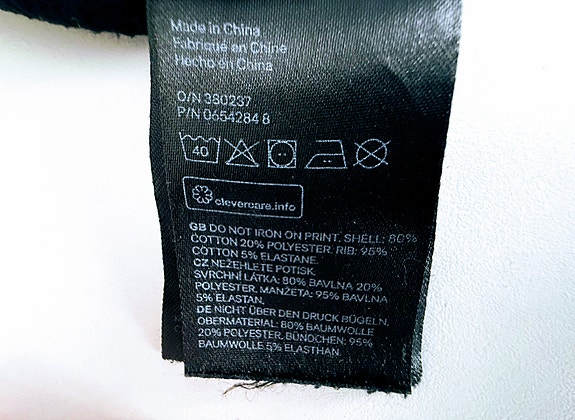 Made in China
Fabriqué en Chine
Hecho en China
O/N 380237
P/N 0654284 8
40
clevercare.info
GB DO NOT IRON ON PRINT. SHELL: 80%
COTTON 20% POLYESTER. RIB: 95%
COTTON 5% ELASTANE.
CZ NEŽEHLETE POTISK.
SVRCHNÍ LÁTKA: 80% BAVLNA 20%
POLYESTER. MANŽETA: 95% BAVLNA
5% ELASTAN.
DE NICHT ÜBER DEN DRUCK BÜGELN.
OBERMATERIAL: 80% BAUMWOLLE
20% POLYESTER. BÜNDCHEN: 95%
BAUMWOLLE 5% ELASTHAN.